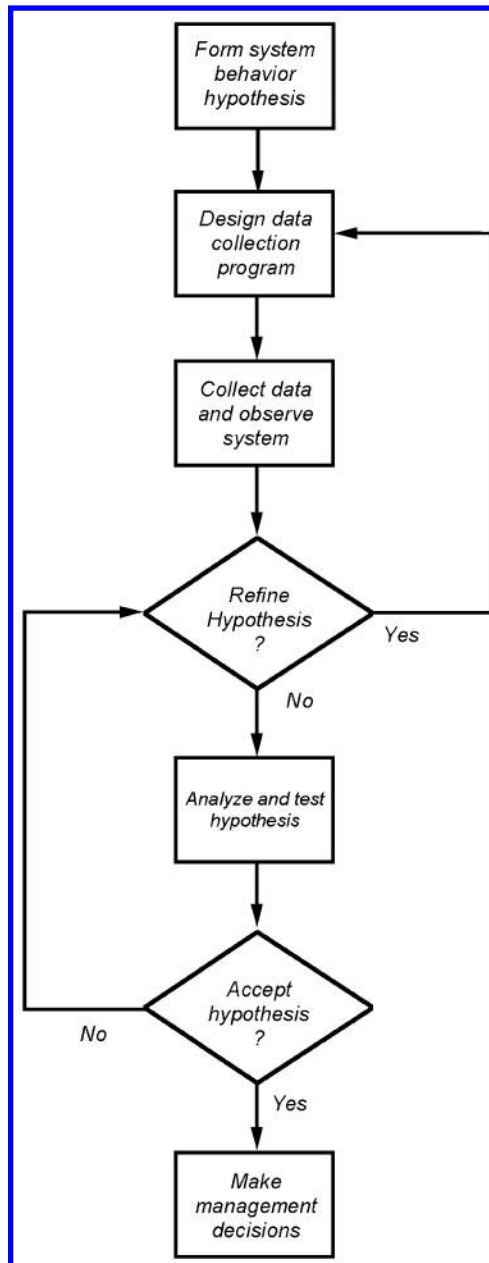 Form system
behavior
hypothesis
Design data
collection
program
Collect data
and observe
system
Refine
Hypothesis
?
Yes
No
Analyze and test
hypothesis
Accept
hypothesis
?
No
Yes
Make
management
decisions